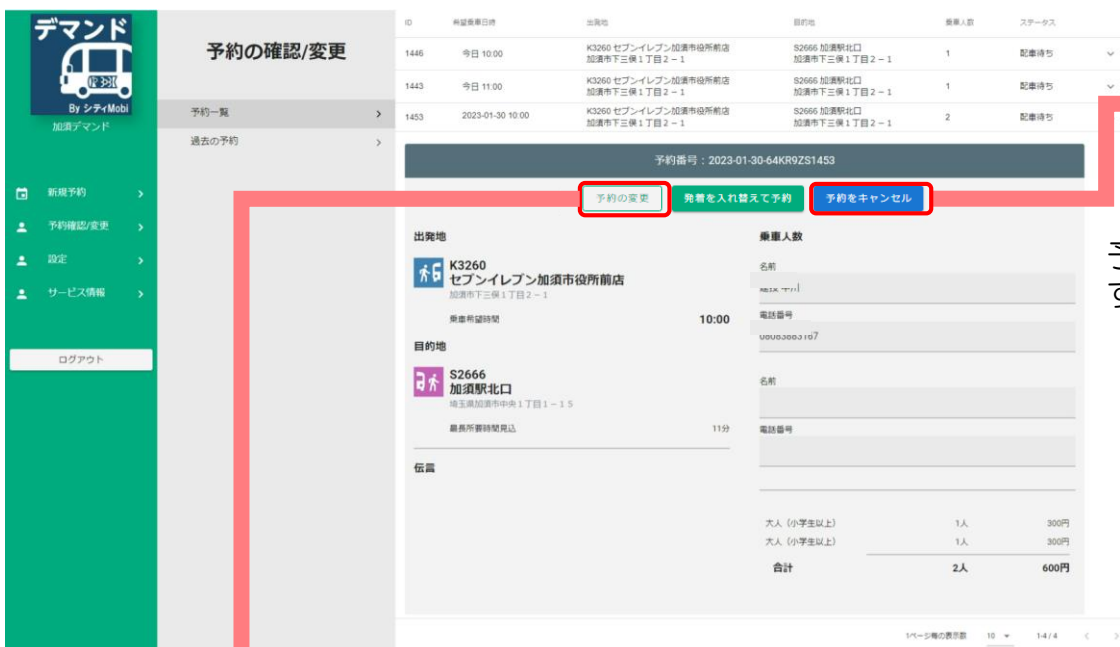 デマンド
By シティMobi
加須デマンド
新規予約
予約確認/変更
設定
サービス情報
ログアウト
予約の確認/変更
予約一覧
過去の予約
ID 希望乗車日時 出発地 目的地 乗車人数 ステータス
1446 今日 10:00 K3260 セブンイレブン加須市役所前店 S2666 加須駅北口 1 配車待ち
加須市下三俣1丁目2－1 加須市下三俣1丁目2－1
1443 今日 11:00 K3260 セブンイレブン加須市役所前店 S2666 加須駅北口 1 配車待ち
加須市下三俣1丁目2－1 加須市下三俣1丁目2－1
1453 2023-01-30 10:00 K3260 セブンイレブン加須市役所前店 S2666 加須駅北口 2 配車待ち
加須市下三俣1丁目2－1 加須市下三俣1丁目2－1
予約番号：2023-01-30-64KR9ZS1453
予約の変更 発着を入れ替えて予約 予約をキャンセル
出発地
K3260
セブンイレブン加須市役所前店
加須市下三俣1丁目2－1
乗車希望時間 10:00
目的地
S2666
加須駅北口
埼玉県加須市中央1丁目1－15
最長所要時間見込 11分
伝言
乗車人数
名前
電話番号
名前
電話番号
大人（小学生以上） 1人 300円
大人（小学生以上） 1人 300円
合計 2人 600円
1ページ毎の表示数 10 1-4 / 4